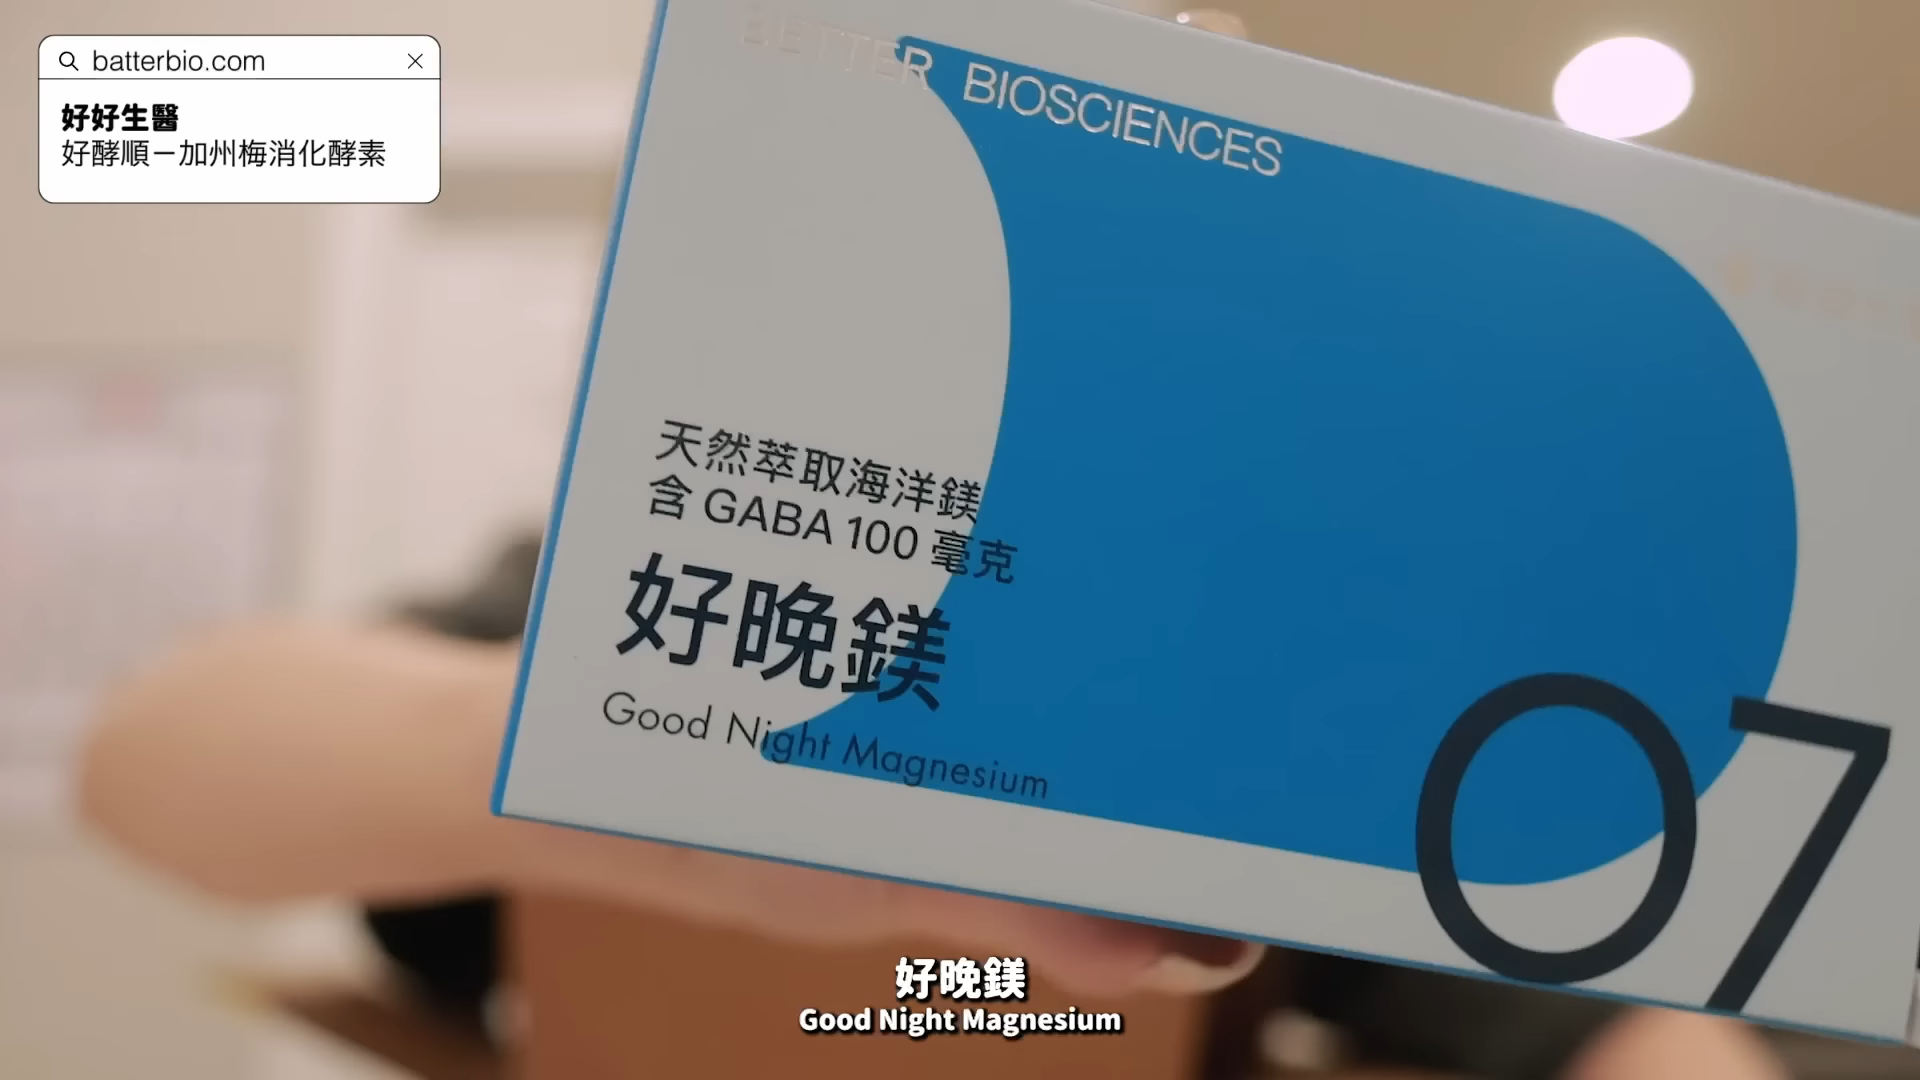 batterbio.com
好好生醫
好酵順－加州梅消化酵素
BETTER BIOSCIENCES
天然萃取海洋鎂
含 GABA 100 毫克
好晚鎂
Good Night Magnesium
07
好晚鎂
Good Night Magnesium